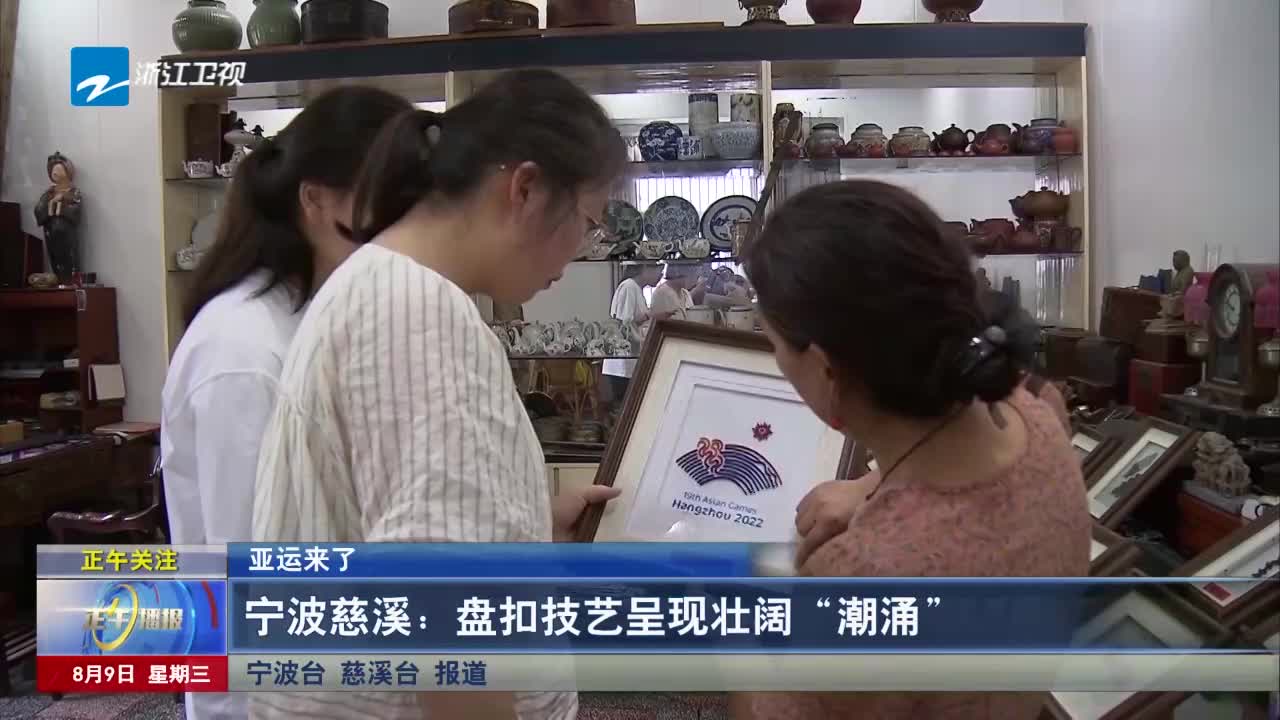 浙江卫视
19th Asian Games
Hangzhou 2022
正午关注
亚运来了
正午播报
宁波慈溪：盘扣技艺呈现壮阔“潮涌”
8月9日 星期三
宁波台 慈溪台 报道